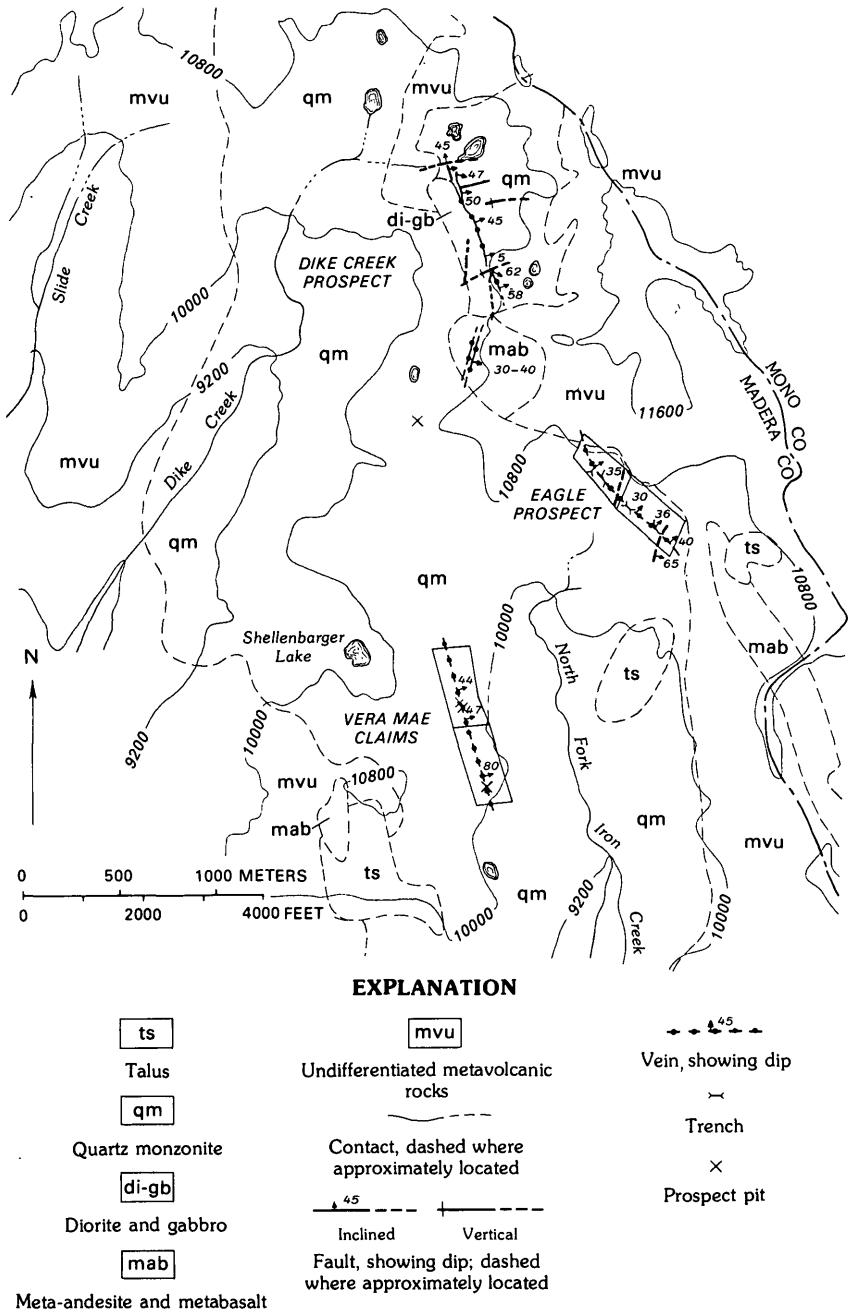 10800
mvu
qm
mvu
45
47
qm
mvu
50
di-gb
45
Slide
Creek
DIKE CREEK
PROSPECT
5
62
58
10000
qm
mab
30-40
MONO CO
MADERA CO
9200
mvu
11600
Dike
Creek
mvu
10800
EAGLE
PROSPECT
35
30
36
40
65
ts
10800
qm
qm
10000
mab
N
Shellenbarger
Lake
North
Fork
Iron
Creek
ts
44
47
VERA MAE
CLAIMS
80
9200
10000
mvu
10800
mab
ts
qm
mvu
0 500 1000 METERS
0 2000 4000 FEET
qm
10000
9200
10000
EXPLANATION
ts
Talus
qm
Quartz monzonite
di-gb
Diorite and gabbro
mab
Meta-andesite and metabasalt
mvu
Undifferentiated metavolcanic
rocks
Contact, dashed where
approximately located
45
Inclined Vertical
Fault, showing dip; dashed
where approximately located
45
Vein, showing dip
Trench
Prospect pit